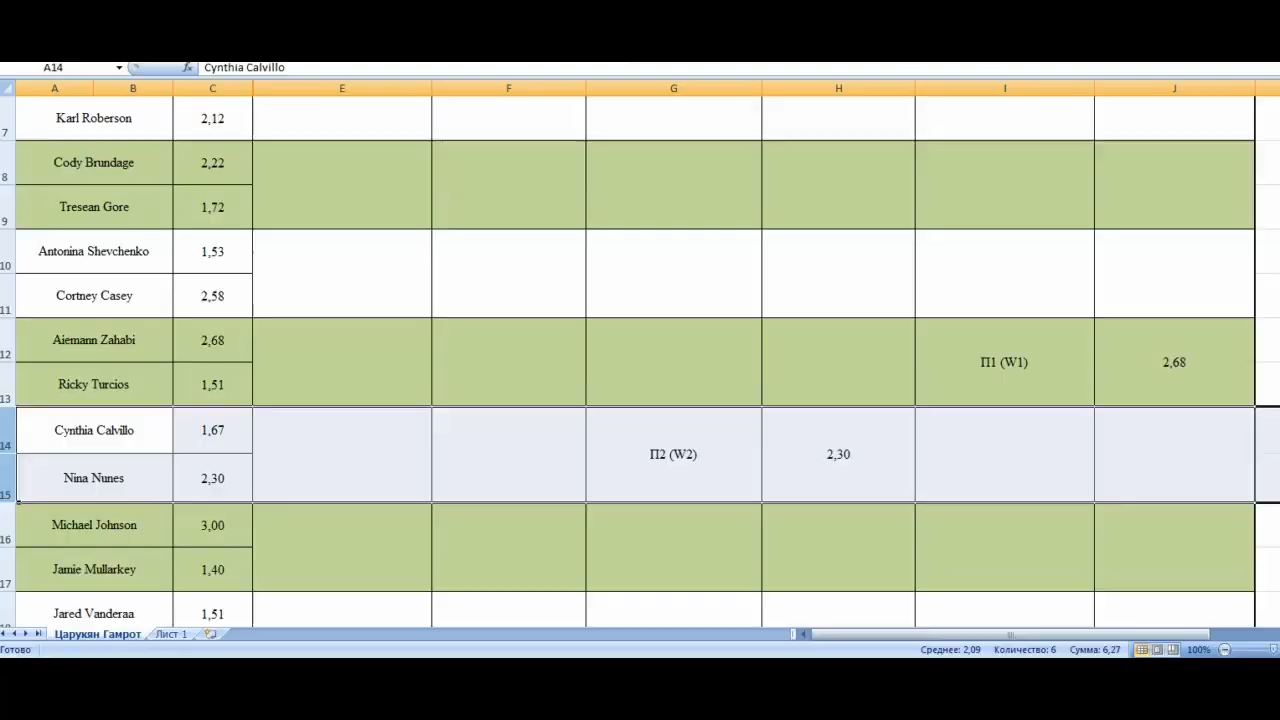 A14 Cynthia Calvillo
A B C E F G H I J
7 Karl Roberson 2,12
8 Cody Brundage 2,22
9 Tresean Gore 1,72
10 Antonina Shevchenko 1,53
11 Cortney Casey 2,58
12 Aiemann Zahabi 2,68
П1 (W1) 2,68
13 Ricky Turcios 1,51
14 Cynthia Calvillo 1,67
П2 (W2) 2,30
15 Nina Nunes 2,30
16 Michael Johnson 3,00
17 Jamie Mullarkey 1,40
Jared Vanderaa 1,51
Царукян Гамрот Лист 1
Готово Среднее: 2,09 Количество: 6 Сумма: 6,27 100%